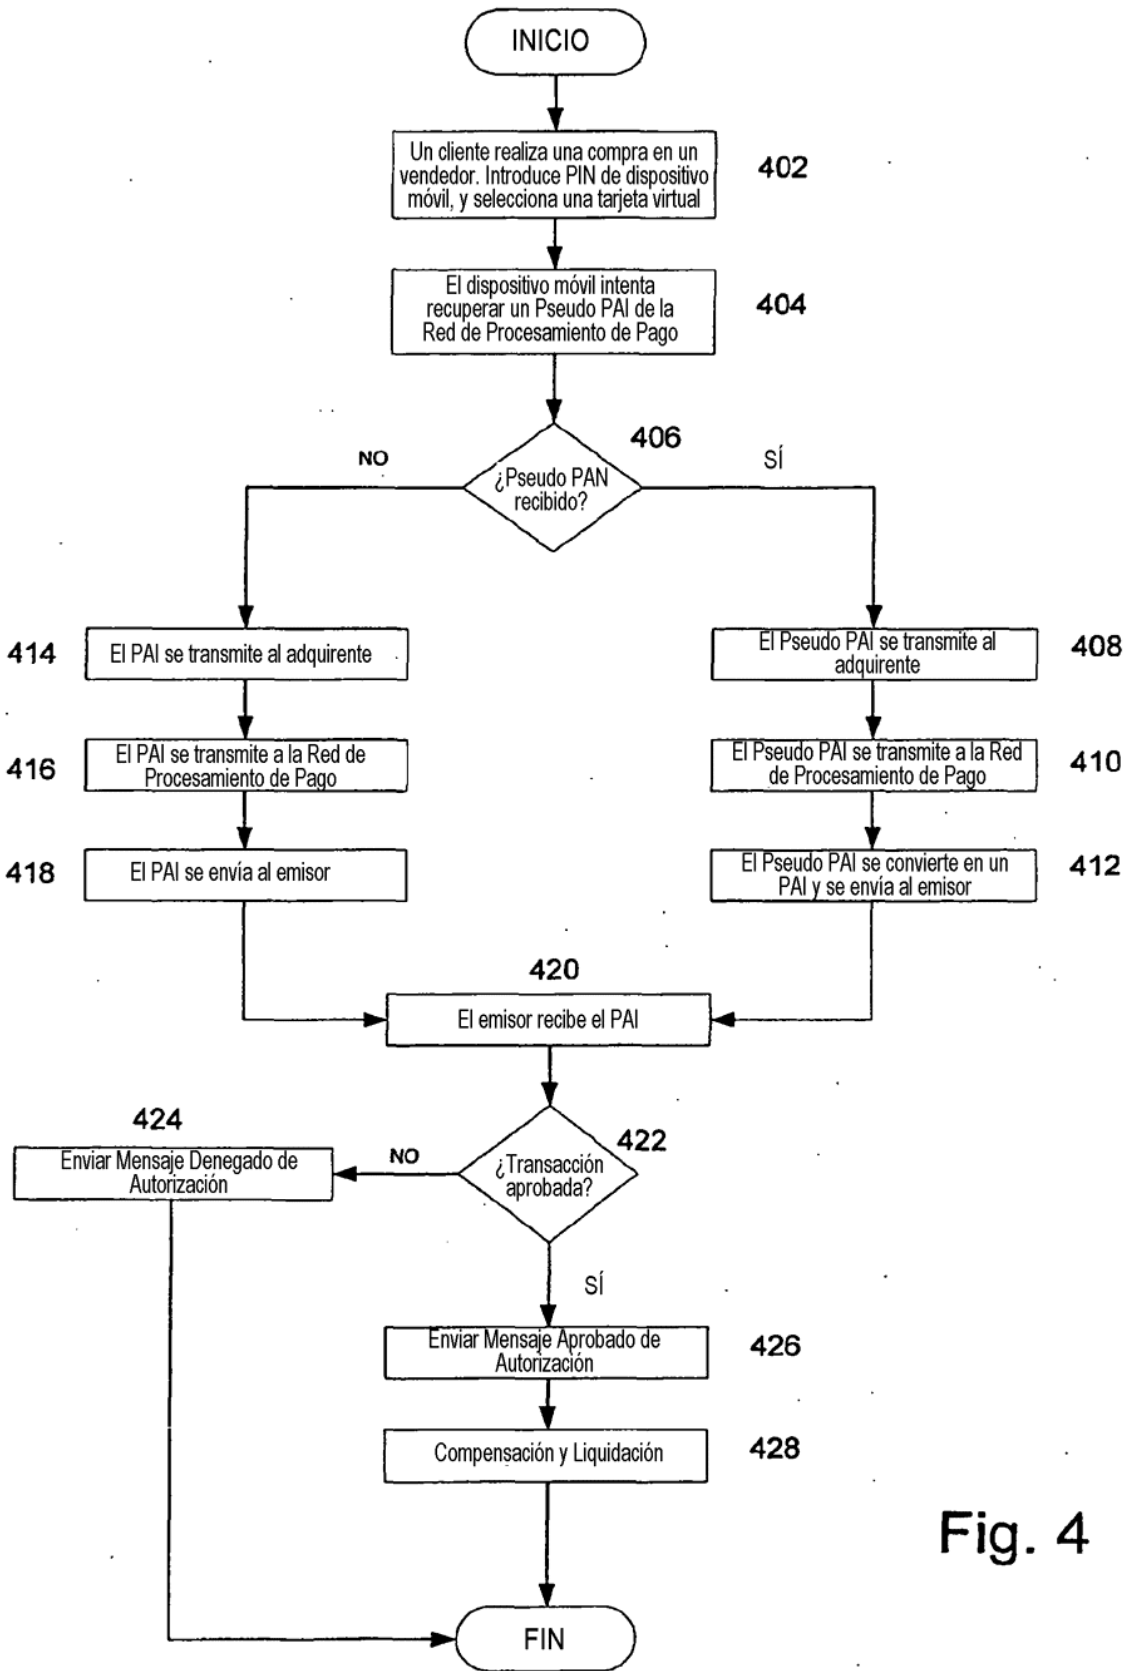 INICIO
Un cliente realiza una compra en un
vendedor. Introduce PIN de dispositivo
móvil, y selecciona una tarjeta virtual
402
El dispositivo móvil intenta
recuperar un Pseudo PAI de la
Red de Procesamiento de Pago
404
406
NO
SÍ
¿Pseudo PAN
recibido?
414
El PAI se transmite al adquirente
El Pseudo PAI se transmite al
adquirente
408
416
El PAI se transmite a la Red de
Procesamiento de Pago
El Pseudo PAI se transmite a la Red
de Procesamiento de Pago
410
418
El PAI se envía al emisor
El Pseudo PAI se convierte en un
PAI y se envía al emisor
412
420
El emisor recibe el PAI
424
Enviar Mensaje Denegado de
Autorización
NO
422
¿Transacción
aprobada?
SÍ
Enviar Mensaje Aprobado de
Autorización
426
Compensación y Liquidación
428
Fig. 4
FIN